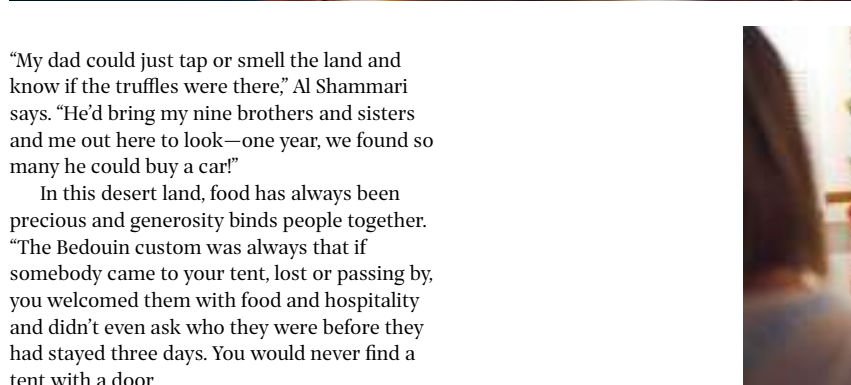 “My dad could just tap or smell the land and
know if the truffles were there,” Al Shammari
says. “He’d bring my nine brothers and sisters
and me out here to look—one year, we found so
many he could buy a car!”
In this desert land, food has always been
precious and generosity binds people together.
“The Bedouin custom was always that if
somebody came to your tent, lost or passing by,
you welcomed them with food and hospitality
and didn’t even ask who they were before they
had stayed three days. You would never find a
tent with a door